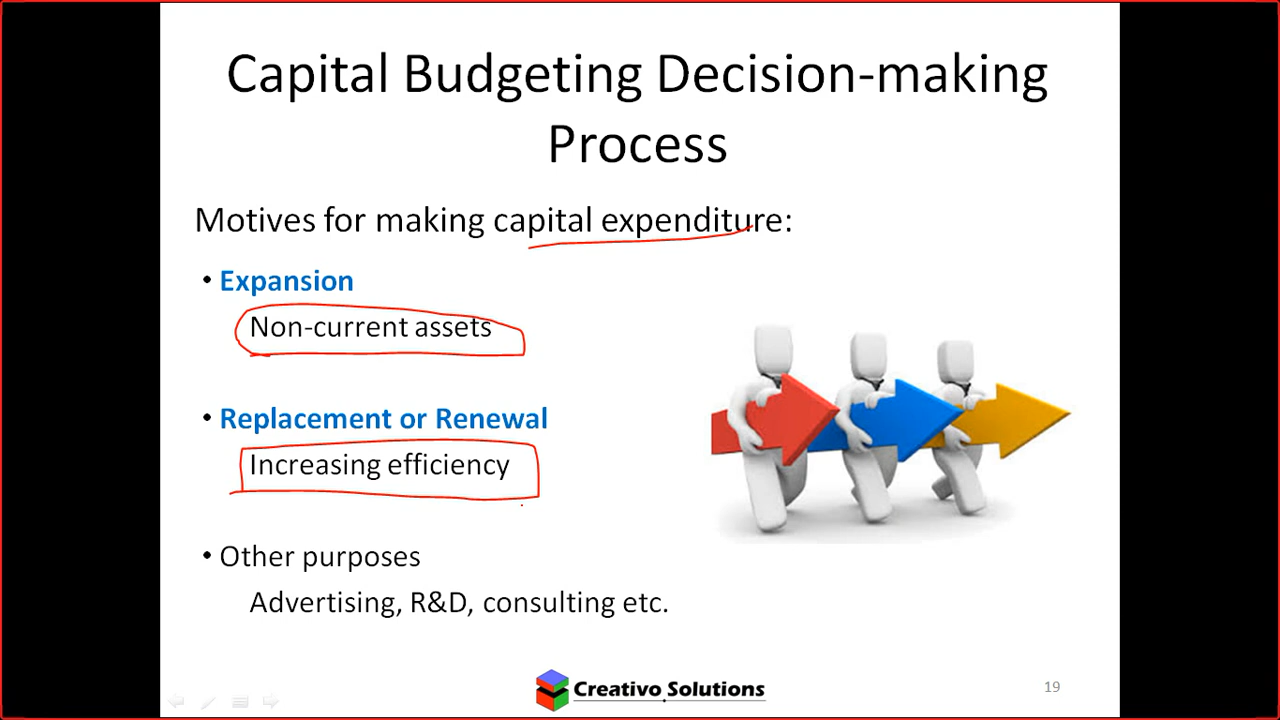 Capital Budgeting Decision-making
Process
Motives for making capital expenditure:
• Expansion
Non-current assets
• Replacement or Renewal
Increasing efficiency
• Other purposes
Advertising, R&D, consulting etc.
Creativo Solutions
19